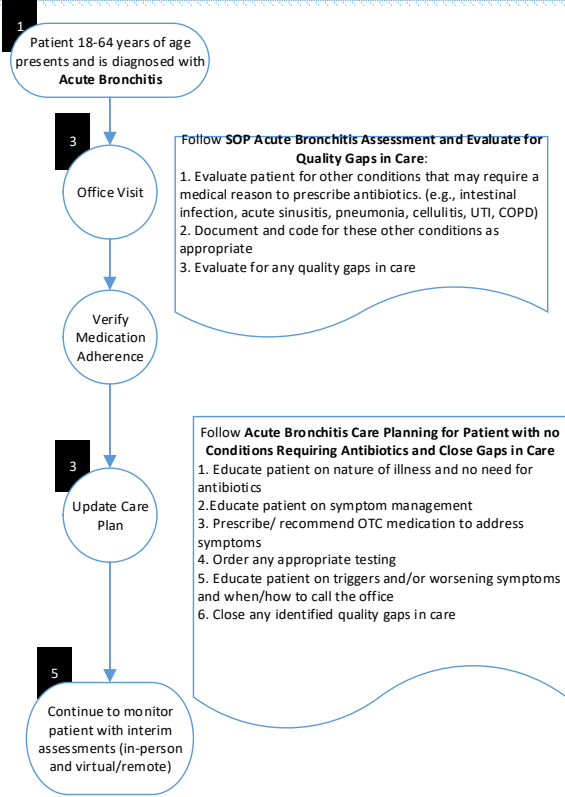 1
Patient 18-64 years of age
presents and is diagnosed with
Acute Bronchitis
3
Office Visit
Follow SOP Acute Bronchitis Assessment and Evaluate for
Quality Gaps in Care:
1. Evaluate patient for other conditions that may require a
medical reason to prescribe antibiotics. (e.g., intestinal
infection, acute sinusitis, pneumonia, cellulitis, UTI, COPD)
2. Document and code for these other conditions as
appropriate
3. Evaluate for any quality gaps in care
Verify
Medication
Adherence
3
Update Care
Plan
Follow Acute Bronchitis Care Planning for Patient with no
Conditions Requiring Antibiotics and Close Gaps in Care
1. Educate patient on nature of illness and no need for
antibiotics
2.Educate patient on symptom management
3. Prescribe/ recommend OTC medication to address
symptoms
4. Order any appropriate testing
5. Educate patient on triggers and/or worsening symptoms
and when/how to call the office
6. Close any identified quality gaps in care
5
Continue to monitor
patient with interim
assessments (in-person
and virtual/remote)